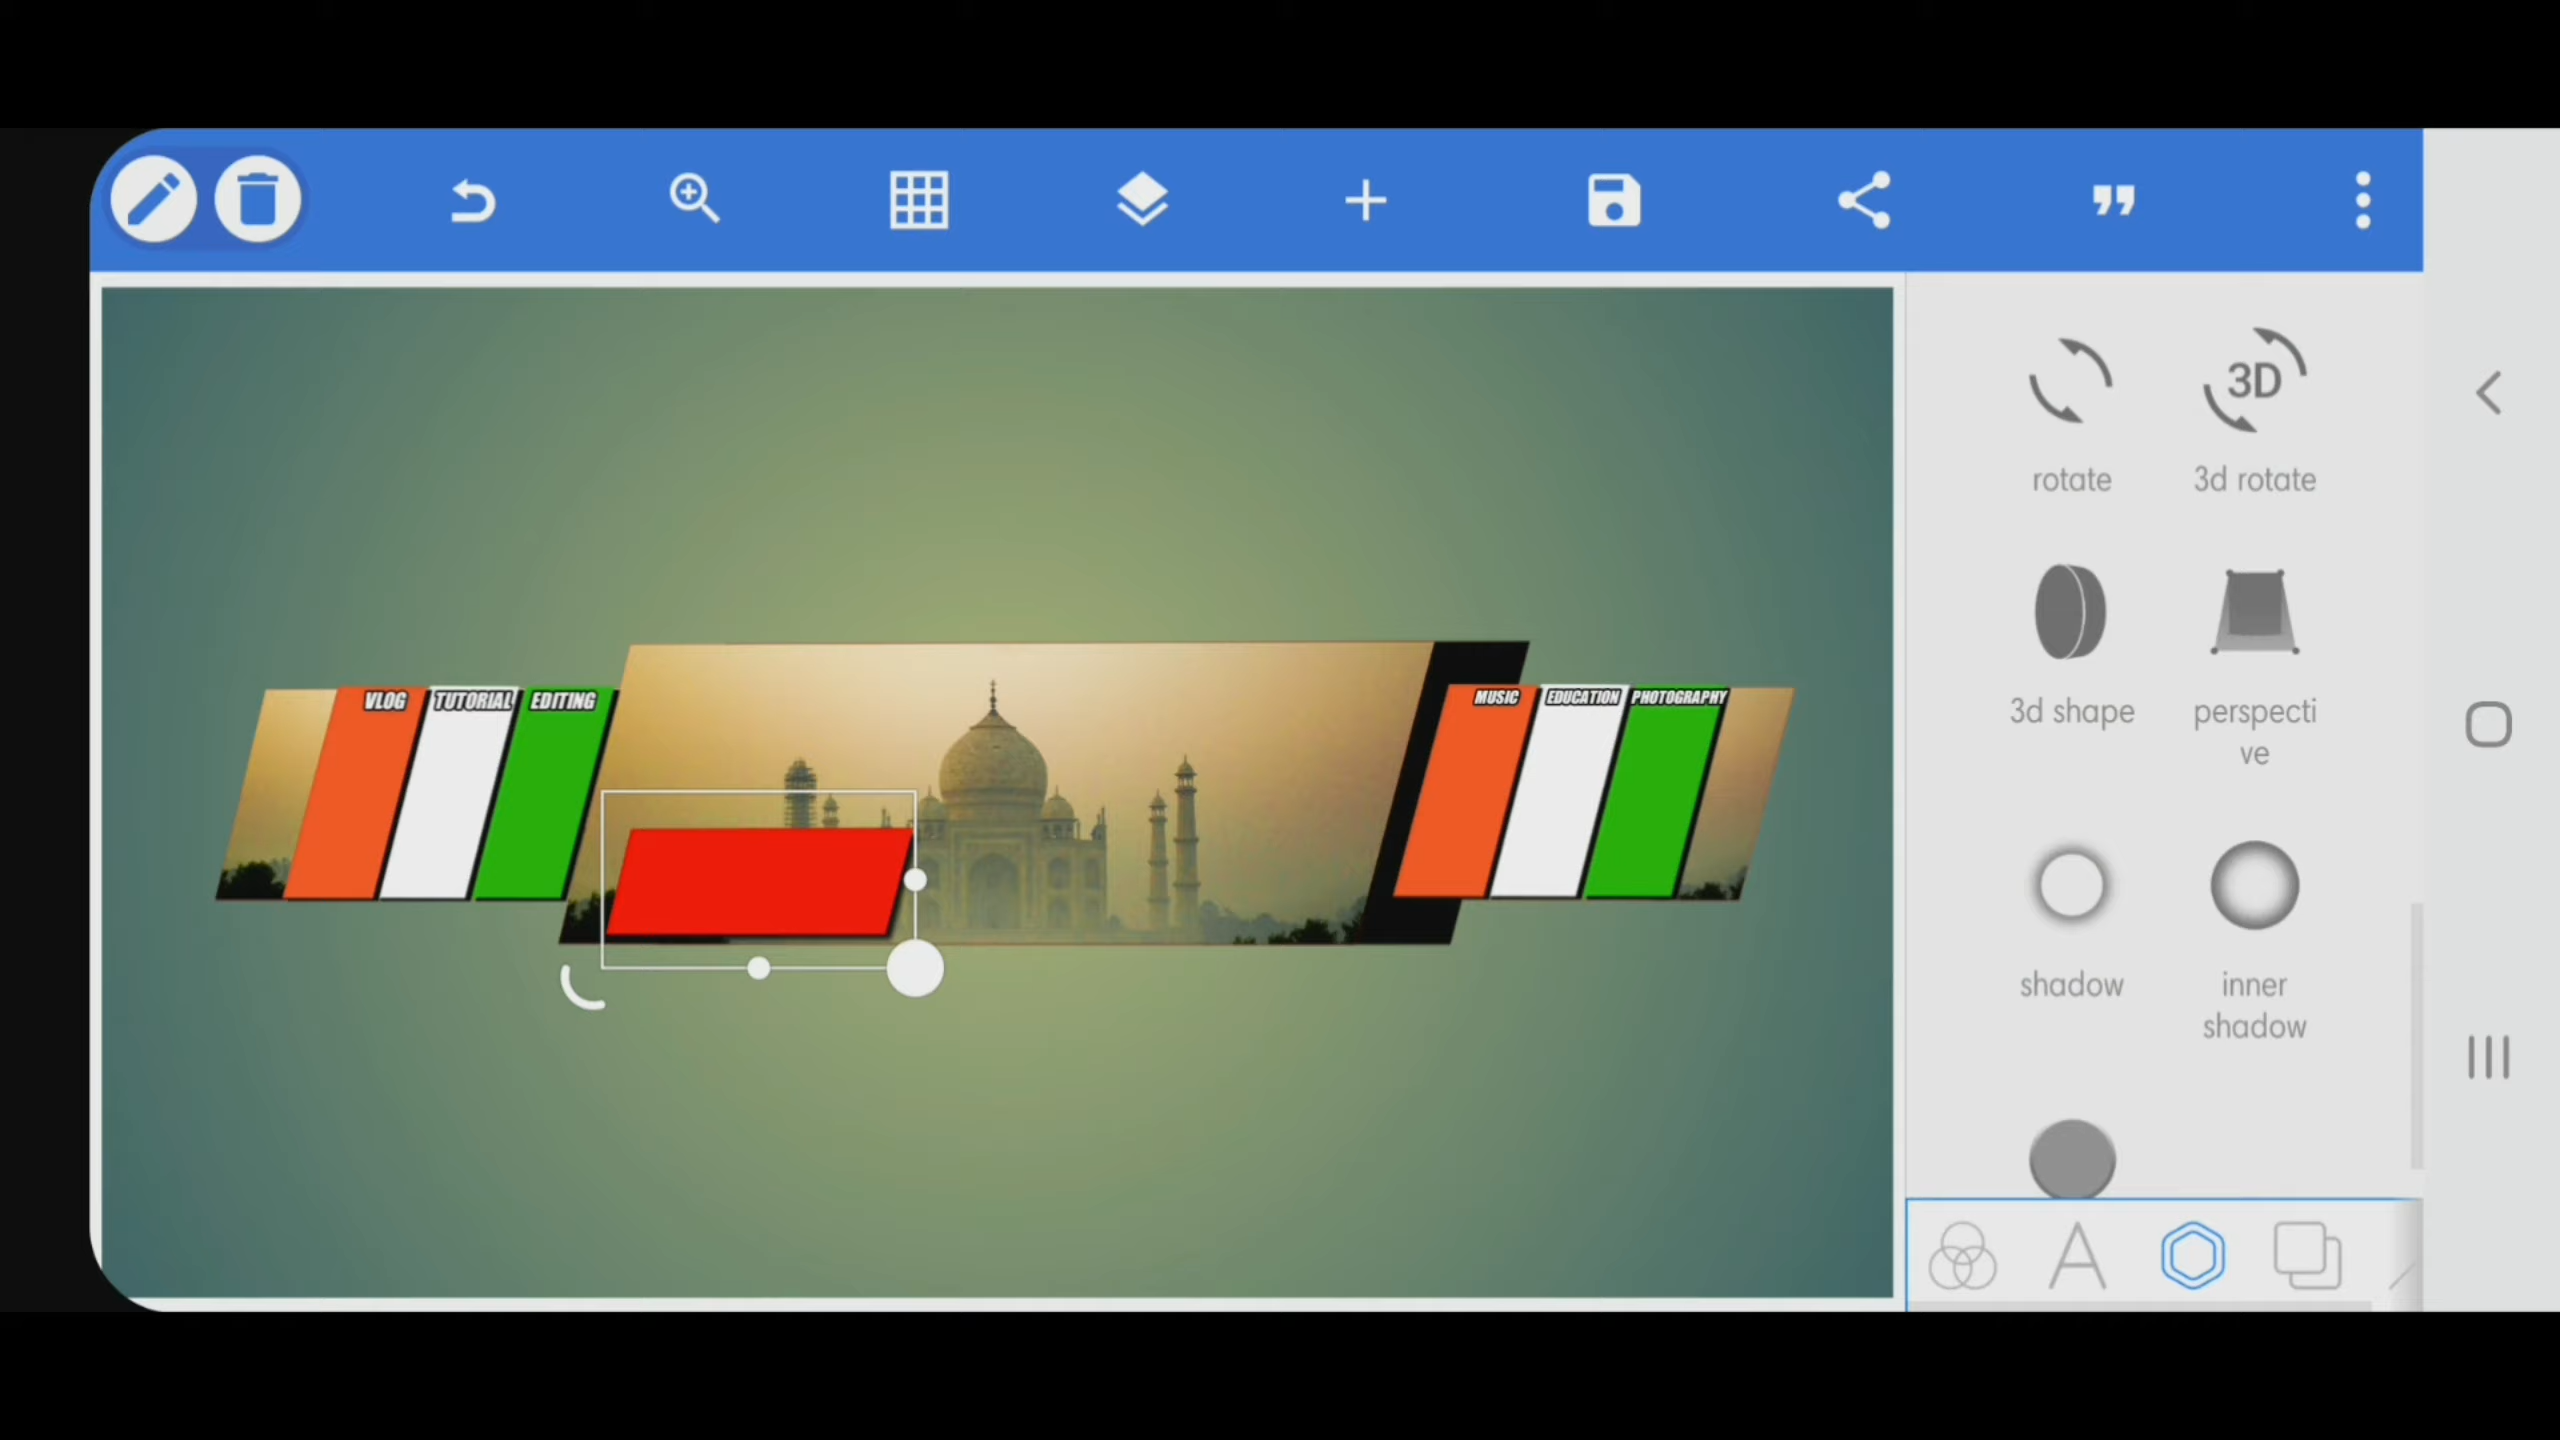 VLOG TUTORIAL EDITING
MUSIC EDUCATION PHOTOGRAPHY
3D
rotate 3d rotate
3d shape perspecti
ve
shadow inner
shadow